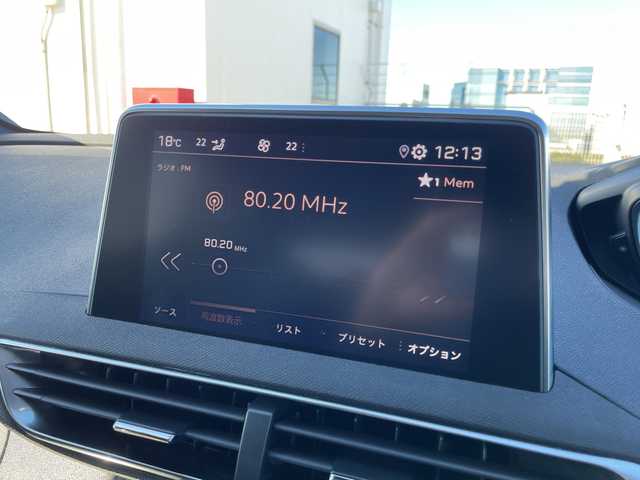 18℃ 22 22 12:13
ラジオ : FM
★1 Mem
80.20 MHz
80.20 MHz
ソース 周波数表示 リスト プリセット オプション